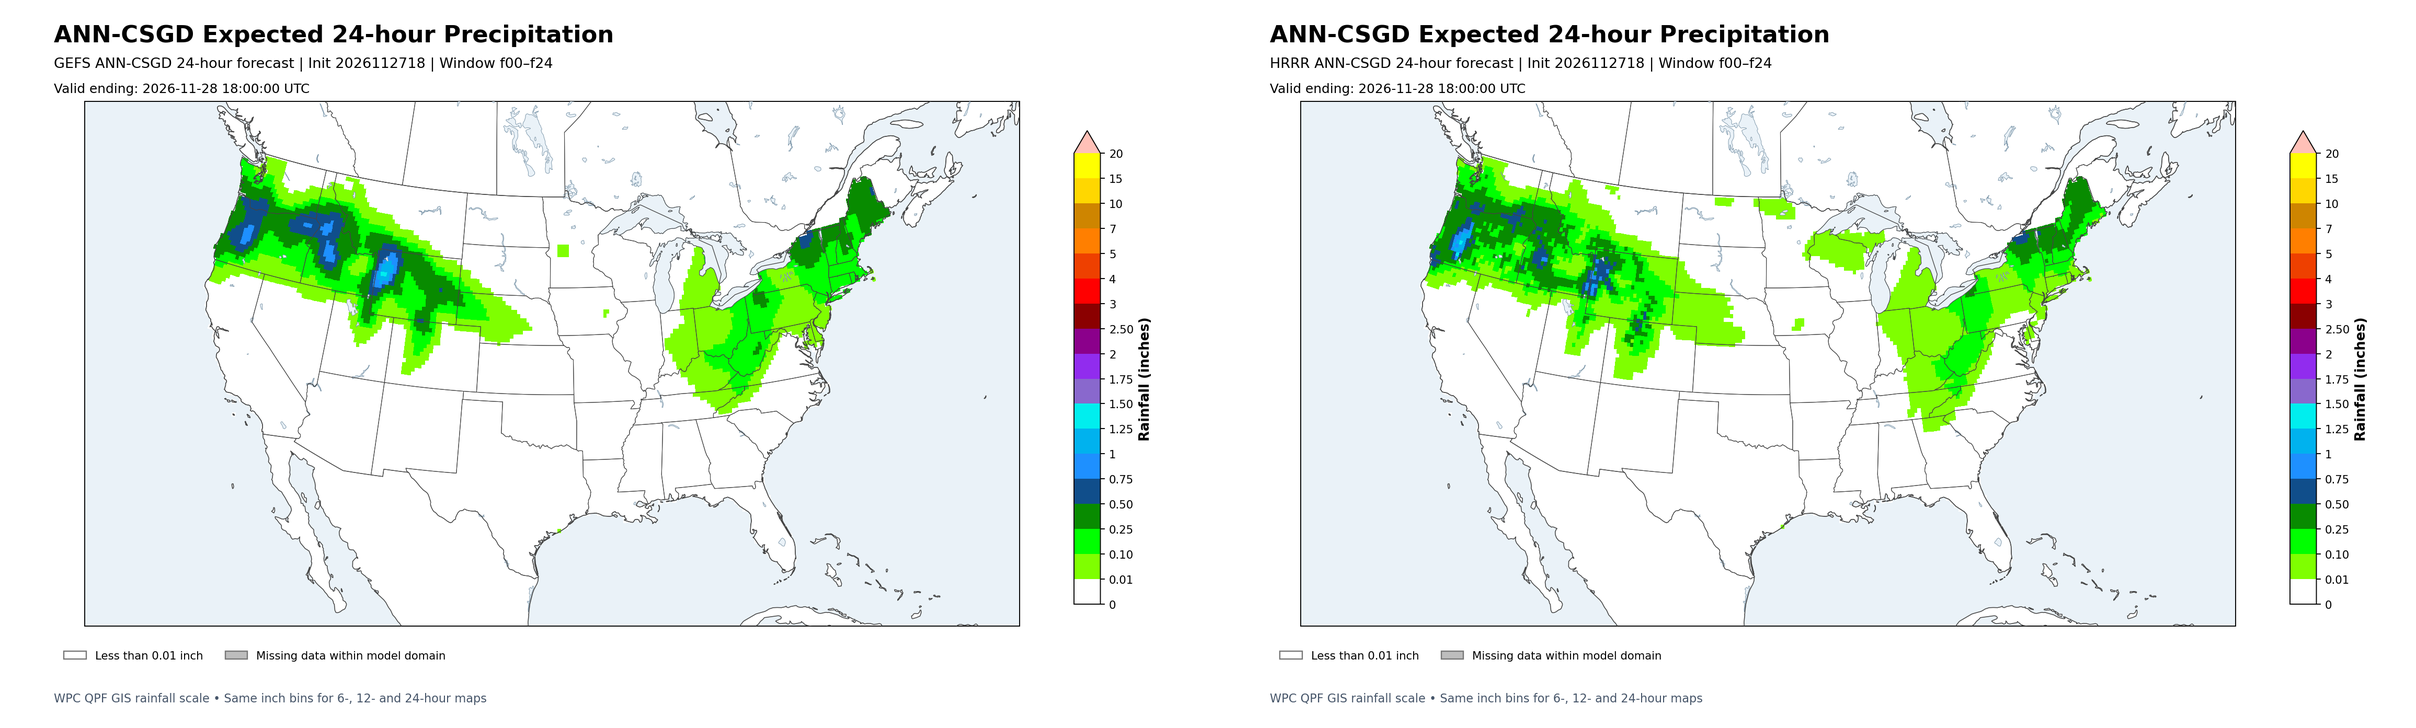 ANN-CSGD Expected 24-hour Precipitation
GEFS ANN-CSGD 24-hour forecast | Init 2026112718 | Window f00–f24
Valid ending: 2026-11-28 18:00:00 UTC
20
15
10
7
5
4
3
2.50
2
1.75
1.50
1.25
1
0.75
0.50
0.25
0.10
0.01
0
Rainfall (inches)
Less than 0.01 inch
Missing data within model domain
WPC QPF GIS rainfall scale • Same inch bins for 6-, 12- and 24-hour maps
ANN-CSGD Expected 24-hour Precipitation
HRRR ANN-CSGD 24-hour forecast | Init 2026112718 | Window f00–f24
Valid ending: 2026-11-28 18:00:00 UTC
20
15
10
7
5
4
3
2.50
2
1.75
1.50
1.25
1
0.75
0.50
0.25
0.10
0.01
0
Rainfall (inches)
Less than 0.01 inch
Missing data within model domain
WPC QPF GIS rainfall scale • Same inch bins for 6-, 12- and 24-hour maps